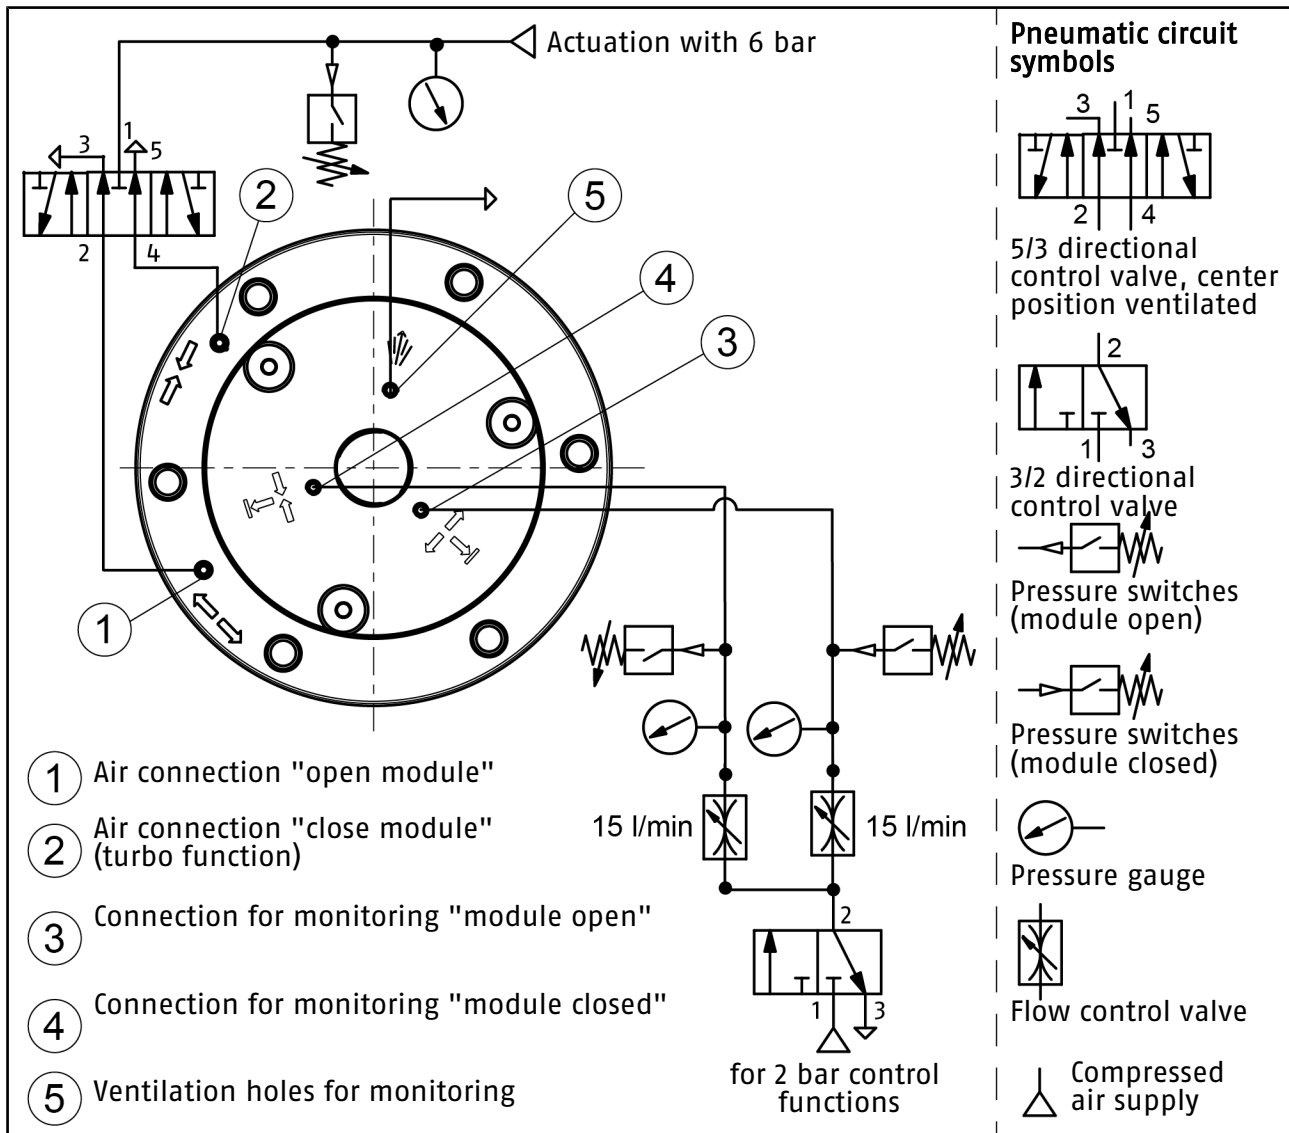 Actuation with 6 bar
3
1
5
2
4
2
5
4
3
1
15 l/min
15 l/min
2
1
3
for 2 bar control
functions
1 Air connection "open module"
2 Air connection "close module"
(turbo function)
3 Connection for monitoring "module open"
4 Connection for monitoring "module closed"
5 Ventilation holes for monitoring
Pneumatic circuit
symbols
3
1
5
2
4
5/3 directional
control valve, center
position ventilated
2
1
3
3/2 directional
control valve
Pressure switches
(module open)
Pressure switches
(module closed)
Pressure gauge
Flow control valve
Compressed
air supply